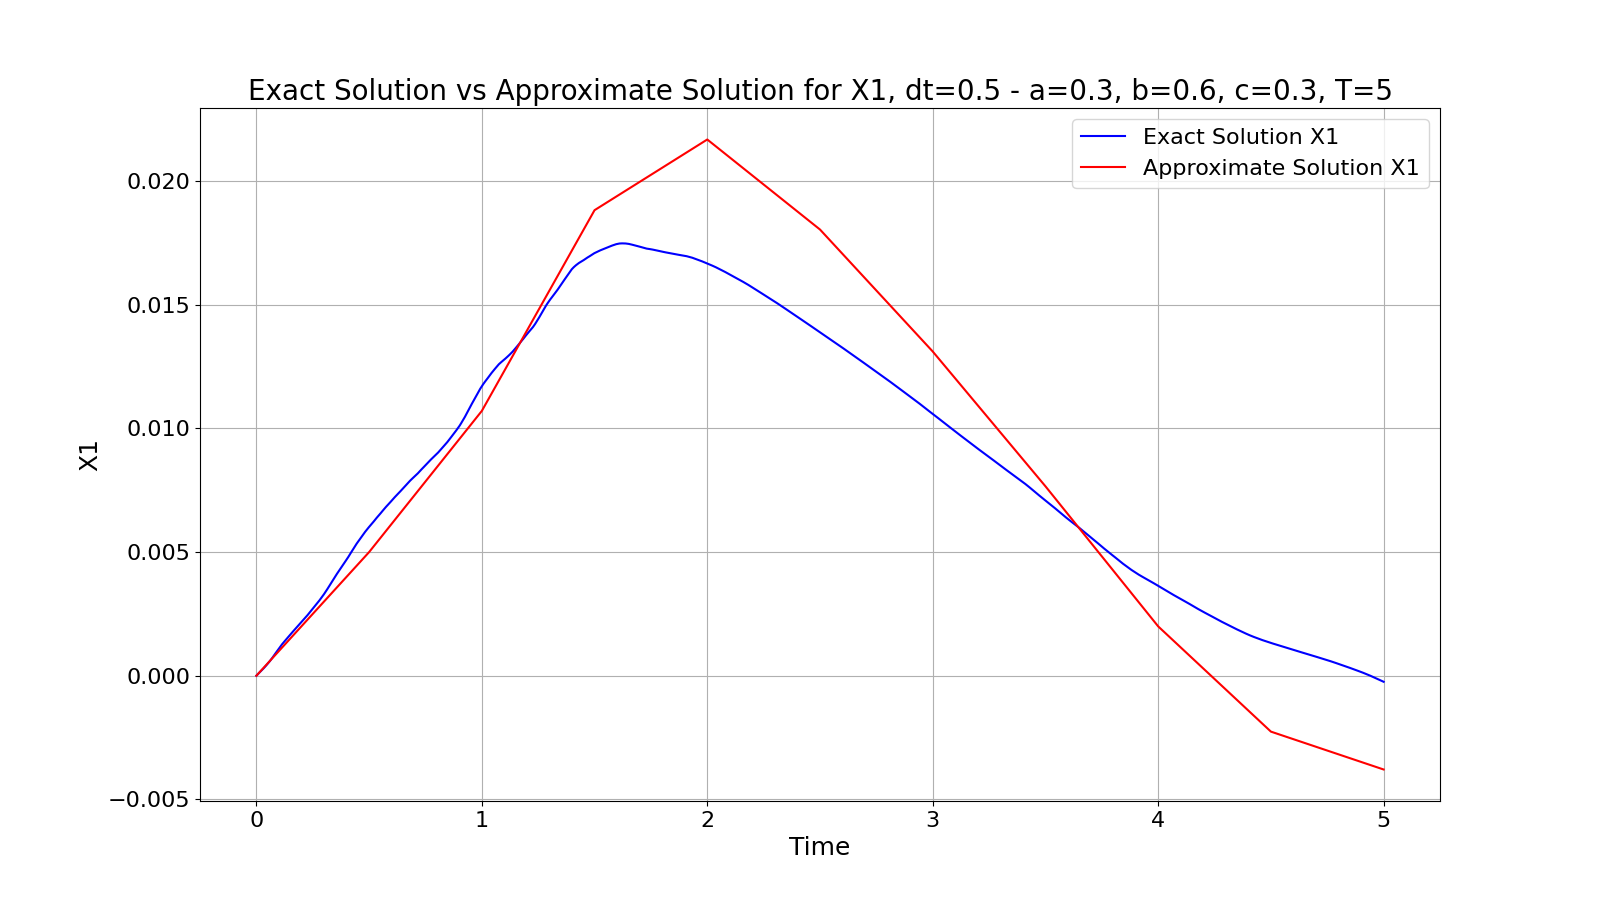 Exact Solution vs Approximate Solution for X1, dt=0.5 - a=0.3, b=0.6, c=0.3, T=5
Exact Solution X1
Approximate Solution X1
0.020
0.015
0.010
0.005
0.000
−0.005
X1
0 1 2 3 4 5
Time